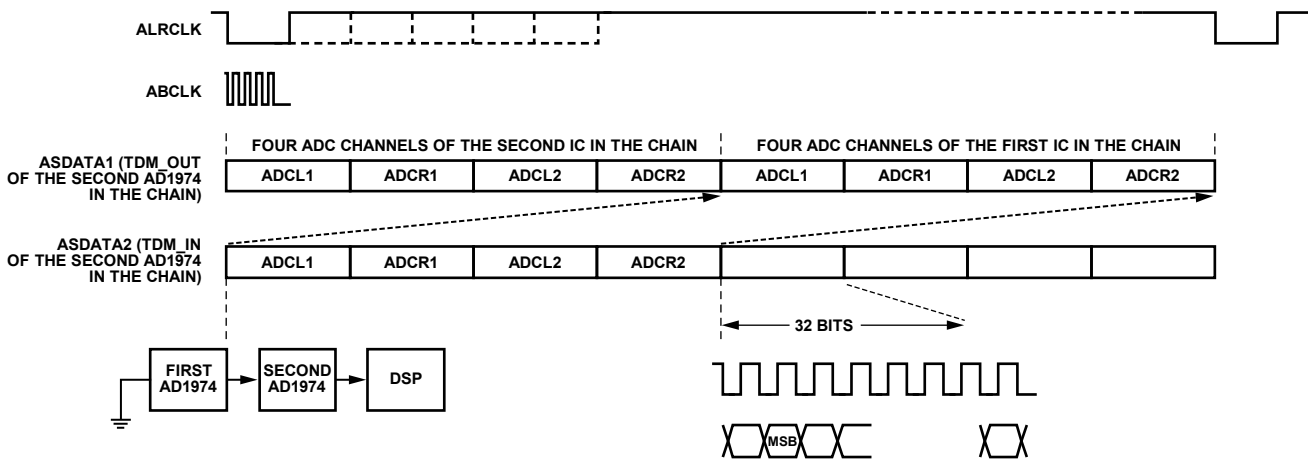 ALRCLK
ABCLK
FOUR ADC CHANNELS OF THE SECOND IC IN THE CHAIN
FOUR ADC CHANNELS OF THE FIRST IC IN THE CHAIN
ASDATA1 (TDM_OUT
OF THE SECOND AD1974
IN THE CHAIN)
ADCL1
ADCR1
ADCL2
ADCR2
ADCL1
ADCR1
ADCL2
ADCR2
ASDATA2 (TDM_IN
OF THE SECOND AD1974
IN THE CHAIN)
ADCL1
ADCR1
ADCL2
ADCR2
32 BITS
FIRST
AD1974
SECOND
AD1974
DSP
MSB